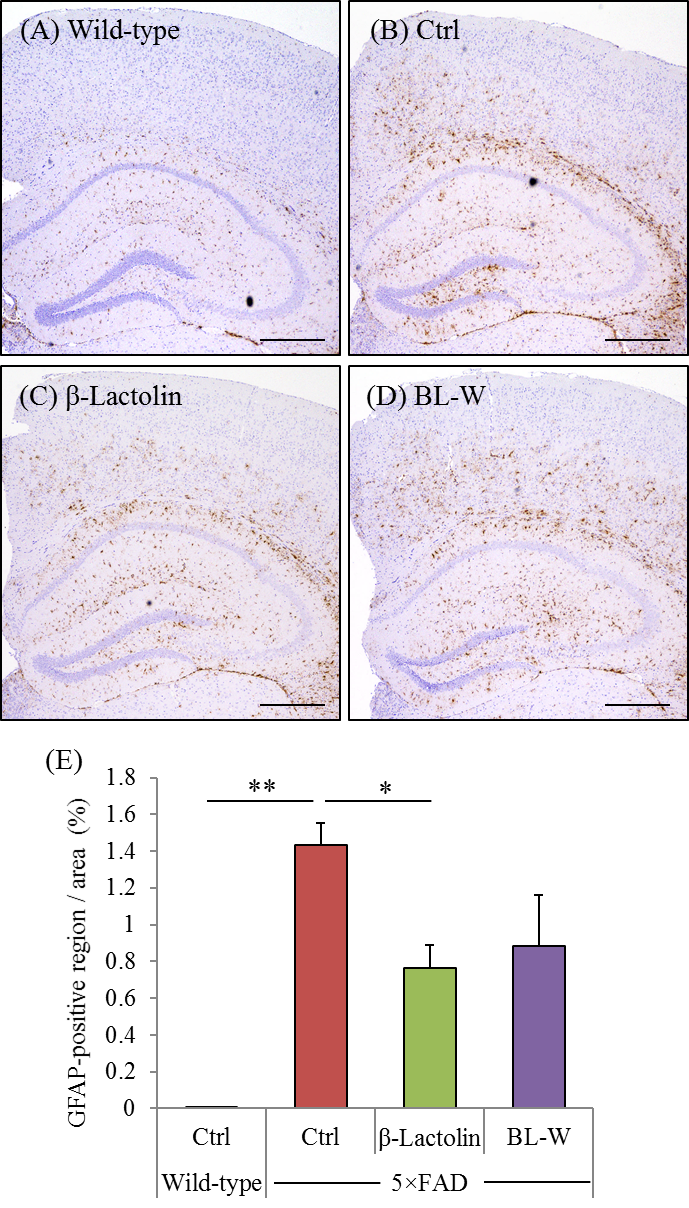 (A) Wild-type
(B) Ctrl
(C) β-Lactolin
(D) BL-W
(E)
GFAP-positive region / area (%)
1.8
1.6
1.4
1.2
1
0.8
0.6
0.4
0.2
0
**
*
Ctrl
Ctrl
β-Lactolin
BL-W
Wild-type
5×FAD